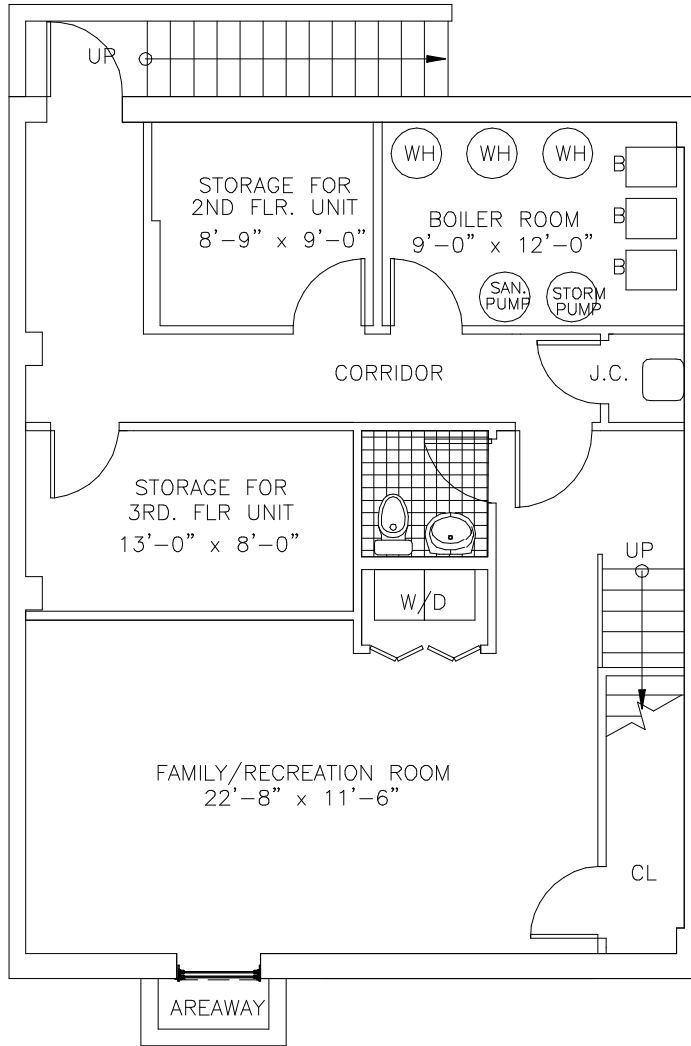 UP
WH
WH
WH
B
STORAGE FOR
2ND FLR. UNIT
8'-9" x 9'-0"
BOILER ROOM
9'-0" x 12'-0"
B
B
SAN.
PUMP
STORM
PUMP
CORRIDOR
J.C.
STORAGE FOR
3RD. FLR UNIT
13'-0" x 8'-0"
UP
W/D
FAMILY/RECREATION ROOM
22'-8" x 11'-6"
CL
AREAWAY